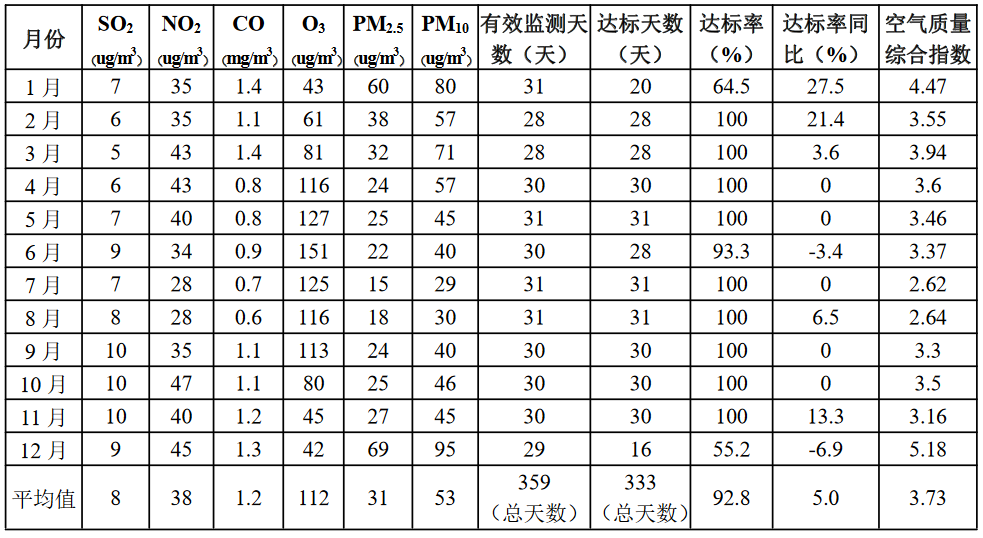 月份 SO2 (ug/m3) NO2 (ug/m3) CO (mg/m3) O3 (ug/m3) PM2.5 (ug/m3) PM10 (ug/m3) 有效监测天数（天） 达标天数（天） 达标率（%） 达标率同比（%） 空气质量综合指数
1 月 7 35 1.4 43 60 80 31 20 64.5 27.5 4.47
2 月 6 35 1.1 61 38 57 28 28 100 21.4 3.55
3 月 5 43 1.4 81 32 71 28 28 100 3.6 3.94
4 月 6 43 0.8 116 24 57 30 30 100 0 3.6
5 月 7 40 0.8 127 25 45 31 31 100 0 3.46
6 月 9 34 0.9 151 22 40 30 28 93.3 -3.4 3.37
7 月 7 28 0.7 125 15 29 31 31 100 0 2.62
8 月 8 28 0.6 116 18 30 31 31 100 6.5 2.64
9 月 10 35 1.1 113 24 40 30 30 100 0 3.3
10 月 10 47 1.1 80 25 46 30 30 100 0 3.5
11 月 10 40 1.2 45 27 45 30 30 100 13.3 3.16
12 月 9 45 1.3 42 69 95 29 16 55.2 -6.9 5.18
平均值 8 38 1.2 112 31 53 359（总天数） 333（总天数） 92.8 5.0 3.73